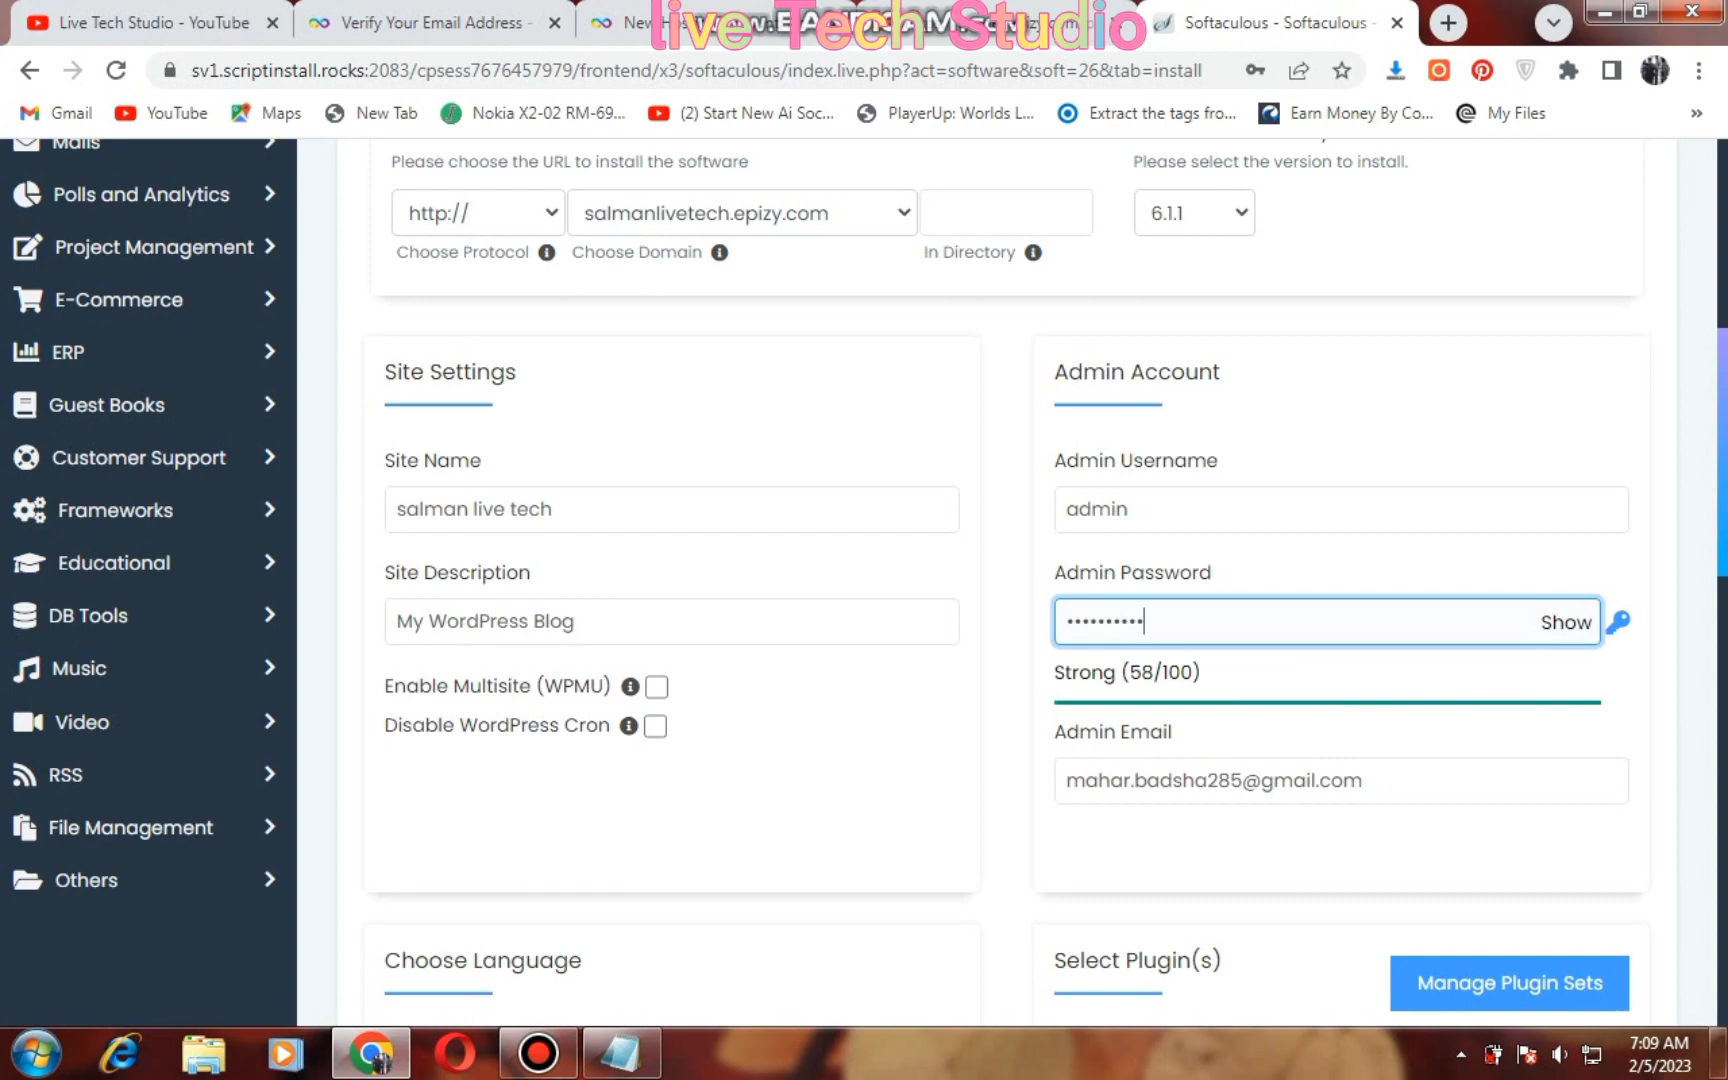 Live Tech Studio - YouTube
Verify Your Email Address -
Softaculous - Softaculous -
live Tech Studio
sv1.scriptinstall.rocks:2083/cpsess7676457979/frontend/x3/softaculous/index.live.php?act=software&soft=26&tab=install
Gmail YouTube Maps New Tab Nokia X2-02 RM-69... (2) Start New Ai Soc... PlayerUp: Worlds L... Extract the tags from... Earn Money By Co... My Files »
Mails
Polls and Analytics
Project Management
E-Commerce
ERP
Guest Books
Customer Support
Frameworks
Educational
DB Tools
Music
Video
RSS
File Management
Others
Please choose the URL to install the software
http:// salmanlivetech.epizy.com
Choose Protocol Choose Domain In Directory
Please select the version to install.
6.1.1
Site Settings
Site Name
salman live tech
Site Description
My WordPress Blog
Enable Multisite (WPMU)
Disable WordPress Cron
Admin Account
Admin Username
admin
Admin Password
•••••••••• Show
Strong (58/100)
Admin Email
mahar.badsha285@gmail.com
Choose Language
Select Plugin(s)
Manage Plugin Sets
7:09 AM
2/5/2023